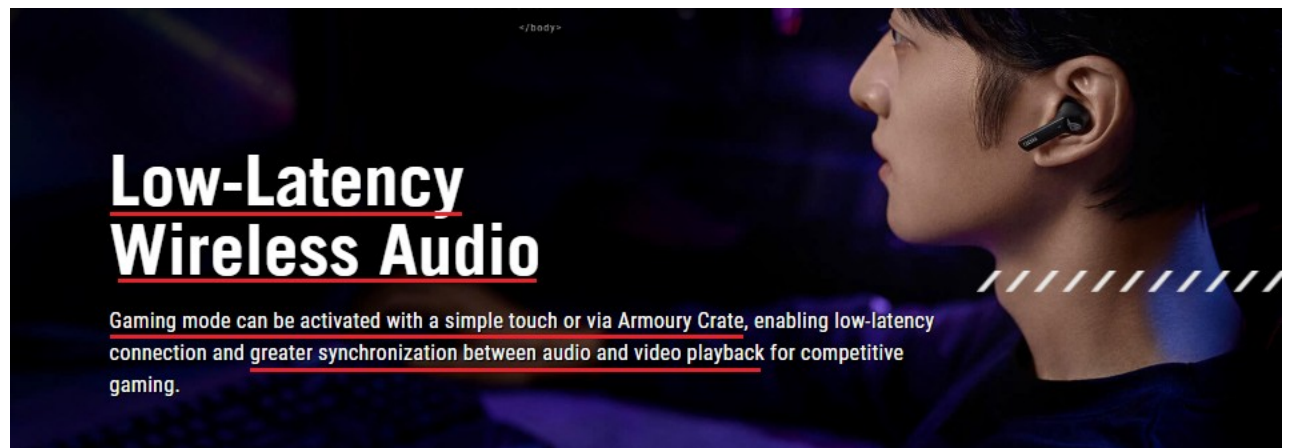 </body>
Low-Latency
Wireless Audio
Gaming mode can be activated with a simple touch or via Armoury Crate, enabling low-latency
connection and greater synchronization between audio and video playback for competitive
gaming.